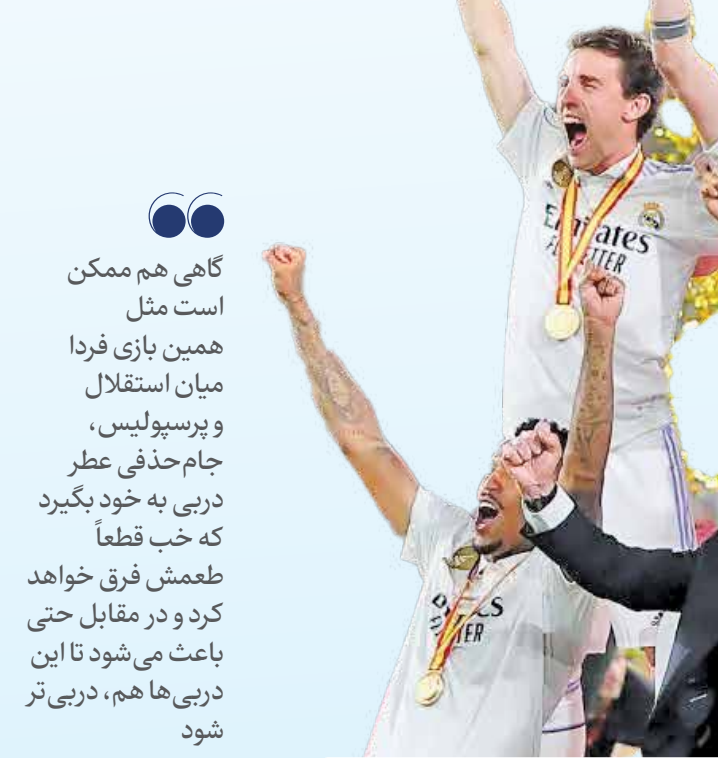 گاهی هم ممکن
است مثل
همین بازی فردا
میان استقلال
و پرسپولیس،
جام‌حذفی عطر
دربی به خود بگیرد
که خب قطعاً
طعمش فرق خواهد
کرد و در مقابل حتی
باعث می‌شود تا این
دربی‌ها هم، دربی‌تر
شود
Emirates
FLY BETTER